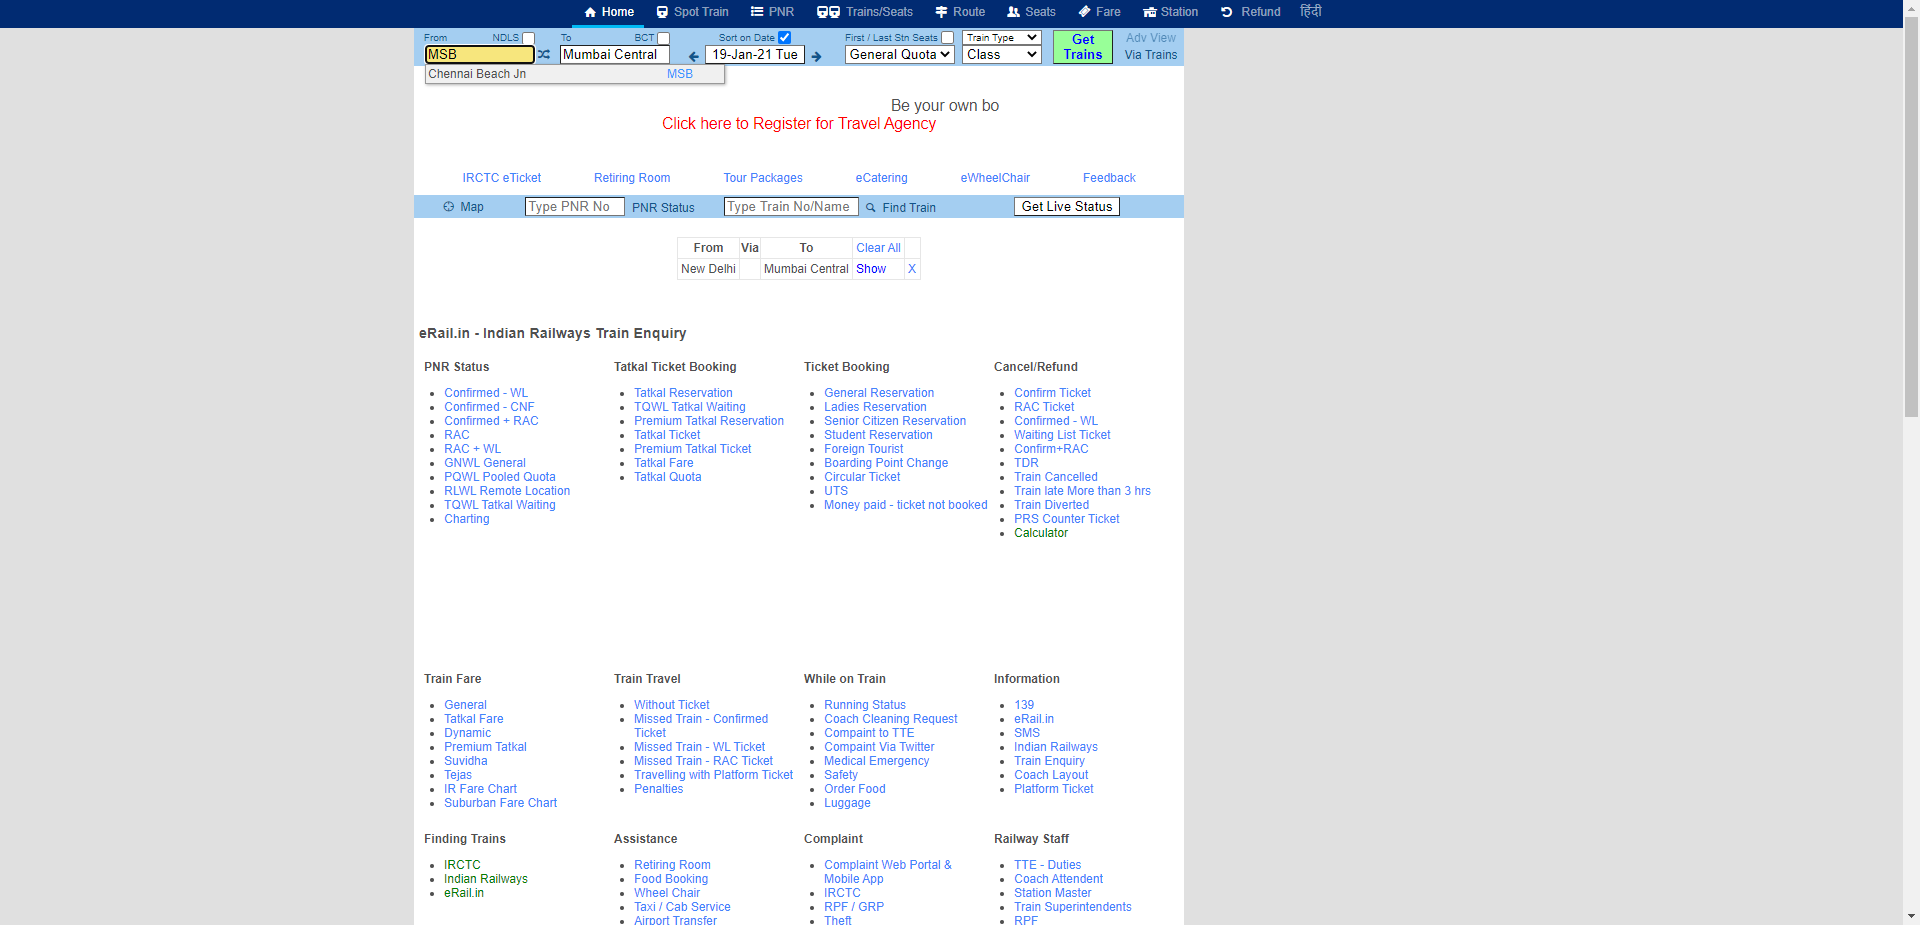 Home Spot Train PNR Trains/Seats Route Seats Fare Station Refund हिंदी
From NDLS To BCT Sort on Date First / Last Stn Seats Train Type Get Trains Adv View
MSB Mumbai Central 19-Jan-21 Tue General Quota Class Via Trains
Chennai Beach Jn MSB
Be your own bo
Click here to Register for Travel Agency
IRCTC eTicket Retiring Room Tour Packages eCatering eWheelChair Feedback
Map Type PNR No PNR Status Type Train No/Name Find Train Get Live Status
From Via To Clear All
New Delhi Mumbai Central Show X
eRail.in - Indian Railways Train Enquiry
PNR Status
Confirmed - WL
Confirmed - CNF
Confirmed + RAC
RAC
RAC + WL
GNWL General
PQWL Pooled Quota
RLWL Remote Location
TQWL Tatkal Waiting
Charting
Tatkal Ticket Booking
Tatkal Reservation
TQWL Tatkal Waiting
Premium Tatkal Reservation
Tatkal Ticket
Premium Tatkal Ticket
Tatkal Fare
Tatkal Quota
Ticket Booking
General Reservation
Ladies Reservation
Senior Citizen Reservation
Student Reservation
Foreign Tourist
Boarding Point Change
Circular Ticket
UTS
Money paid - ticket not booked
Cancel/Refund
Confirm Ticket
RAC Ticket
Confirmed - WL
Waiting List Ticket
Confirm+RAC
TDR
Train Cancelled
Train late More than 3 hrs
Train Diverted
PRS Counter Ticket
Calculator
Train Fare
General
Tatkal Fare
Dynamic
Premium Tatkal
Suvidha
Tejas
IR Fare Chart
Suburban Fare Chart
Train Travel
Without Ticket
Missed Train - Confirmed
Ticket
Missed Train - WL Ticket
Missed Train - RAC Ticket
Travelling with Platform Ticket
Penalties
While on Train
Running Status
Coach Cleaning Request
Compaint to TTE
Compaint Via Twitter
Medical Emergency
Safety
Order Food
Luggage
Information
139
eRail.in
SMS
Indian Railways
Train Enquiry
Coach Layout
Platform Ticket
Finding Trains
IRCTC
Indian Railways
eRail.in
Assistance
Retiring Room
Food Booking
Wheel Chair
Taxi / Cab Service
Airport Transfer
Complaint
Complaint Web Portal &
Mobile App
IRCTC
RPF / GRP
Theft
Railway Staff
TTE - Duties
Coach Attendent
Station Master
Train Superintendents
RPF